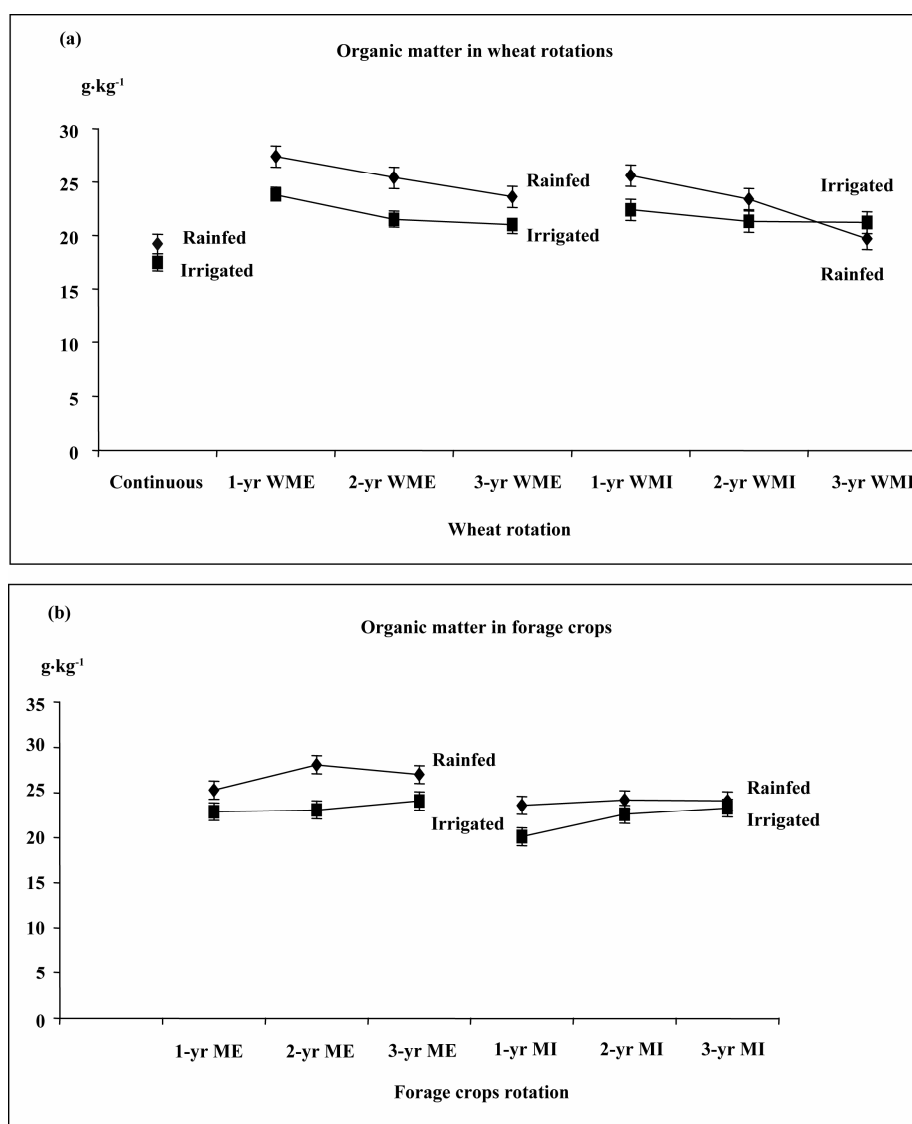 (a)
Organic matter in wheat rotations
g·kg⁻¹
30
25
20
15
10
5
0
Rainfed
Irrigated
Rainfed
Irrigated
Irrigated
Rainfed
Continuous 1-yr WME 2-yr WME 3-yr WME 1-yr WMI 2-yr WMI 3-yr WMI
Wheat rotation
(b)
Organic matter in forage crops
g·kg⁻¹
35
30
25
20
15
10
5
0
Rainfed
Irrigated
Rainfed
Irrigated
1-yr ME 2-yr ME 3-yr ME 1-yr MI 2-yr MI 3-yr MI
Forage crops rotation